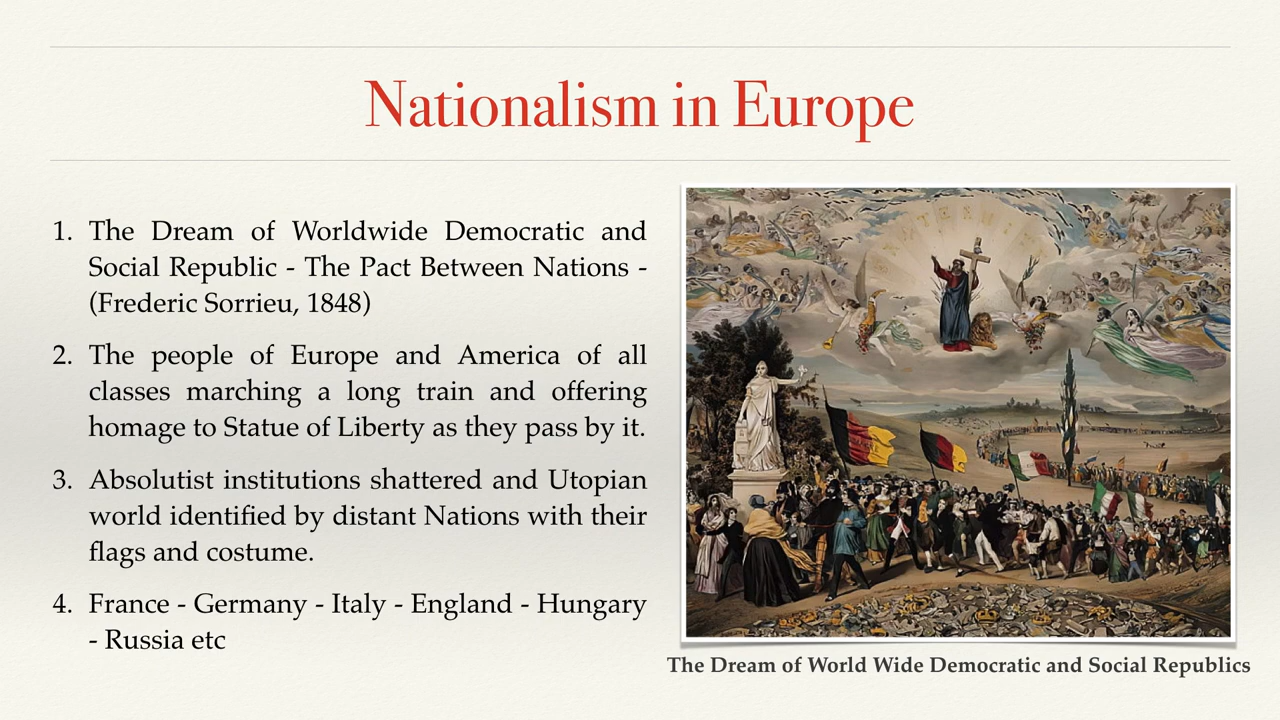 Nationalism in Europe
1. The Dream of Worldwide Democratic and
Social Republic - The Pact Between Nations -
(Frederic Sorrieu, 1848)
2. The people of Europe and America of all
classes marching a long train and offering
homage to Statue of Liberty as they pass by it.
3. Absolutist institutions shattered and Utopian
world identified by distant Nations with their
flags and costume.
4. France - Germany - Italy - England - Hungary
- Russia etc
The Dream of World Wide Democratic and Social Republics